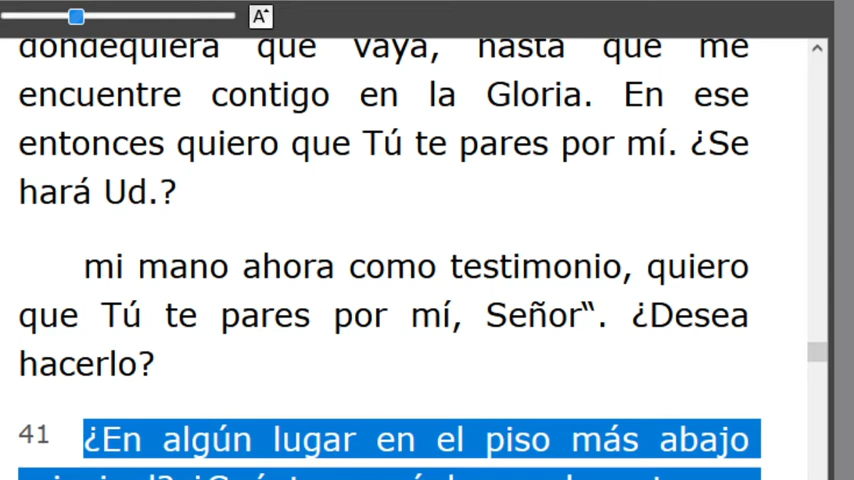 A
dondequiera que vaya, hasta que me
encuentre contigo en la Gloria. En ese
entonces quiero que Tú te pares por mí. ¿Se
hará Ud.?
mi mano ahora como testimonio, quiero
que Tú te pares por mí, Señor‟. ¿Desea
hacerlo?
41 ¿En algún lugar en el piso más abajo